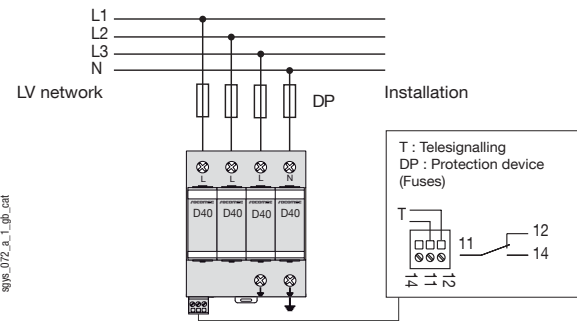 L1
L2
L3
N
LV network
DP
Installation
L L L N
D40 D40 D40 D40
T : Telesignalling
DP : Protection device
(Fuses)
T
11
12
14
14 11 12
sgys_072_a_1_gb_cat